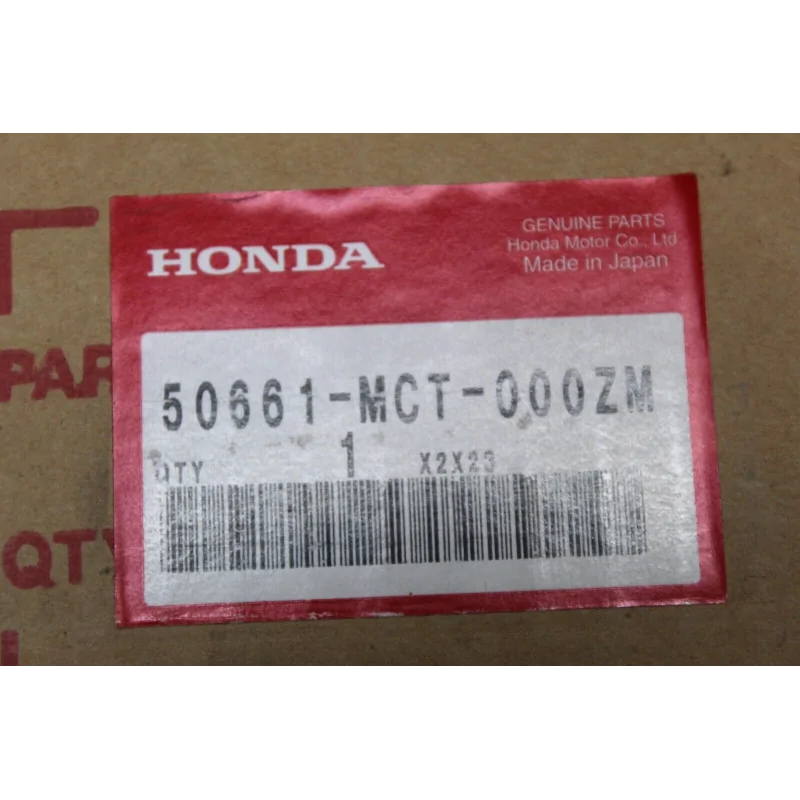 HONDA
GENUINE PARTS
Honda Motor Co., Ltd
Made in Japan
50661-MCT-000ZM
QTY 1 X2X23
PAR
QTY